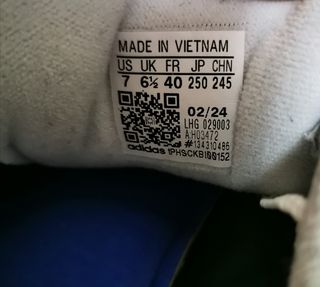 MADE IN VIETNAM
US UK FR JP CHN
7 6½ 40 250 245
02/24
LHG 029003
AH03472
#134310486
adidas 1PHSCKBI00152